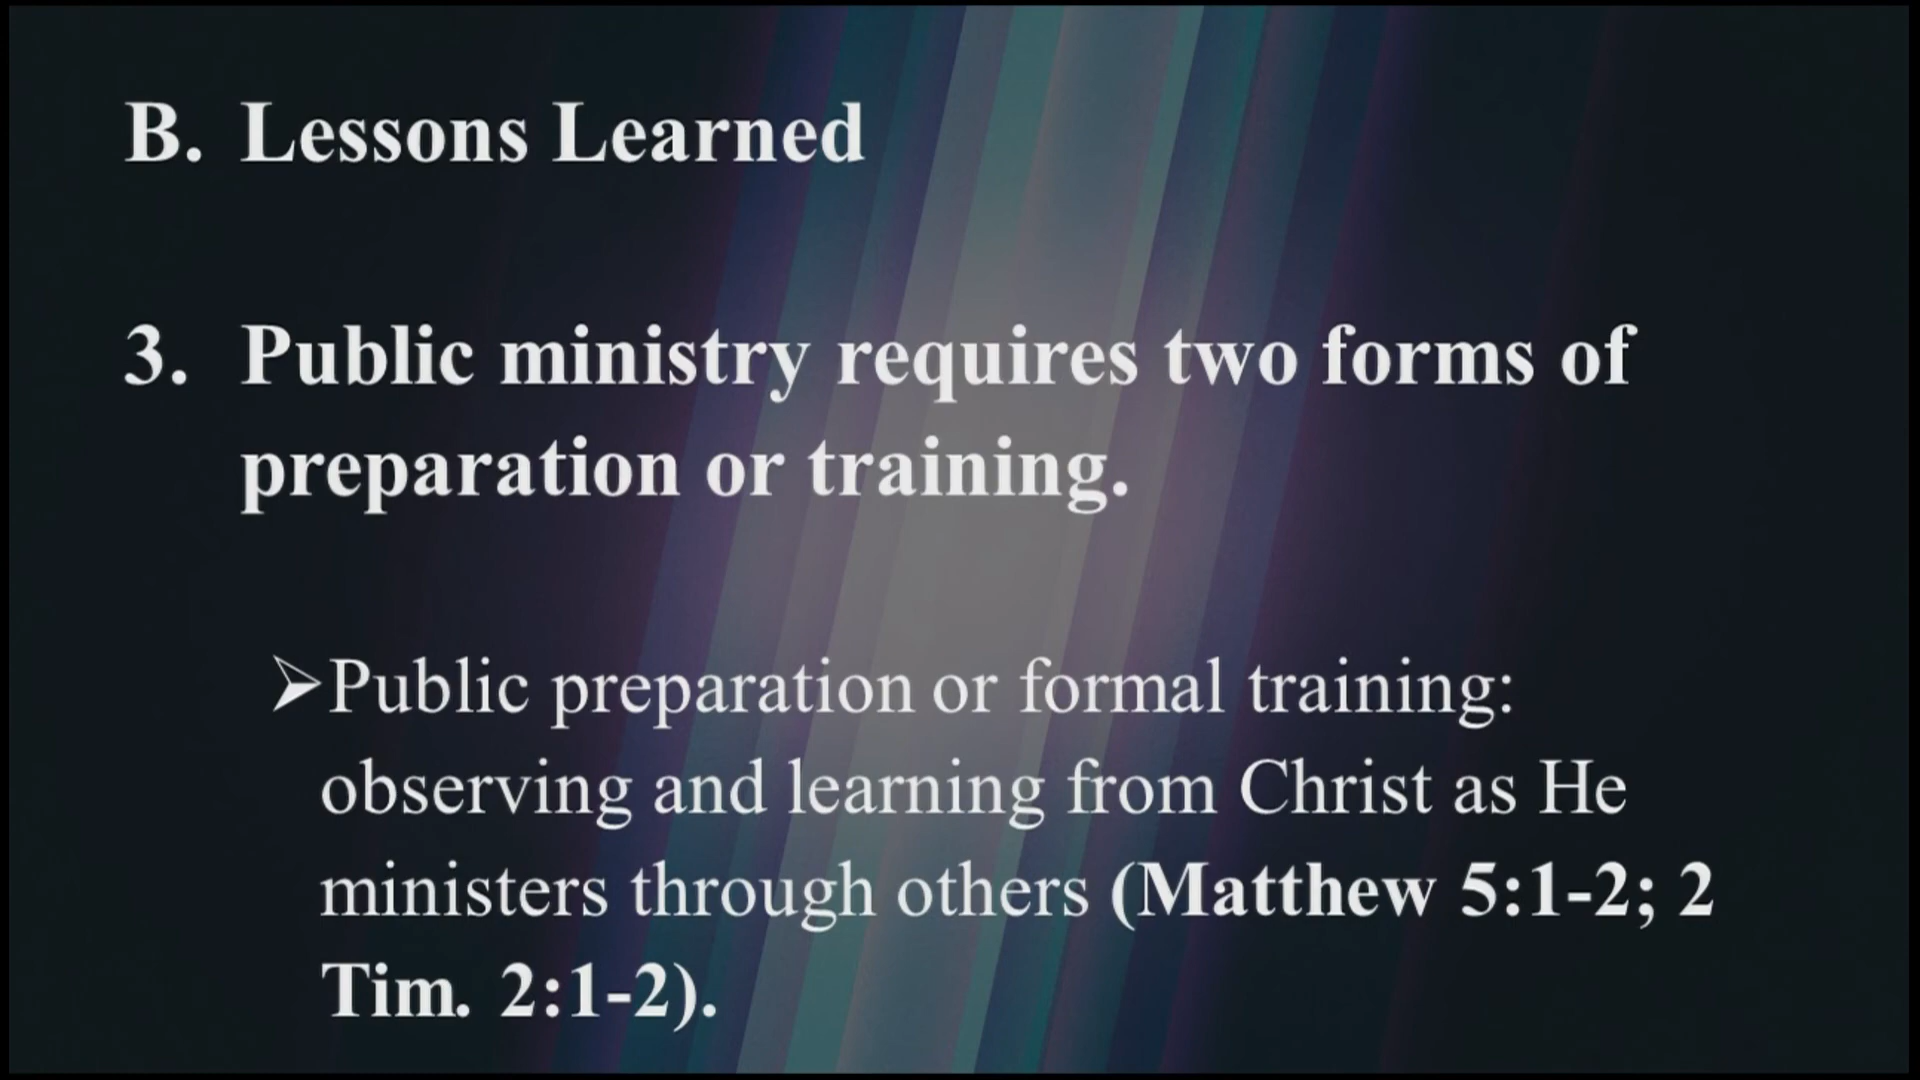 B. Lessons Learned
3. Public ministry requires two forms of
preparation or training.
➢Public preparation or formal training:
observing and learning from Christ as He
ministers through others (Matthew 5:1-2; 2
Tim. 2:1-2).